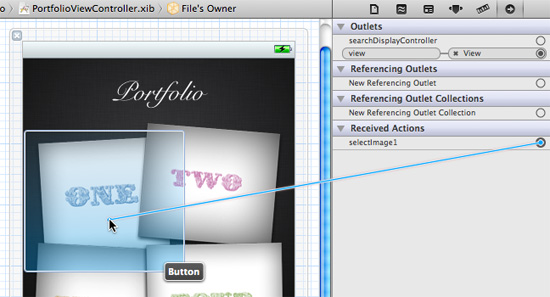 PortfolioViewController.xib File's Owner
Outlets
searchDisplayController
view ✖ View
Referencing Outlets
New Referencing Outlet
Referencing Outlet Collections
New Referencing Outlet Collection
Received Actions
selectImage1
Portfolio
ONE
TWO
Button